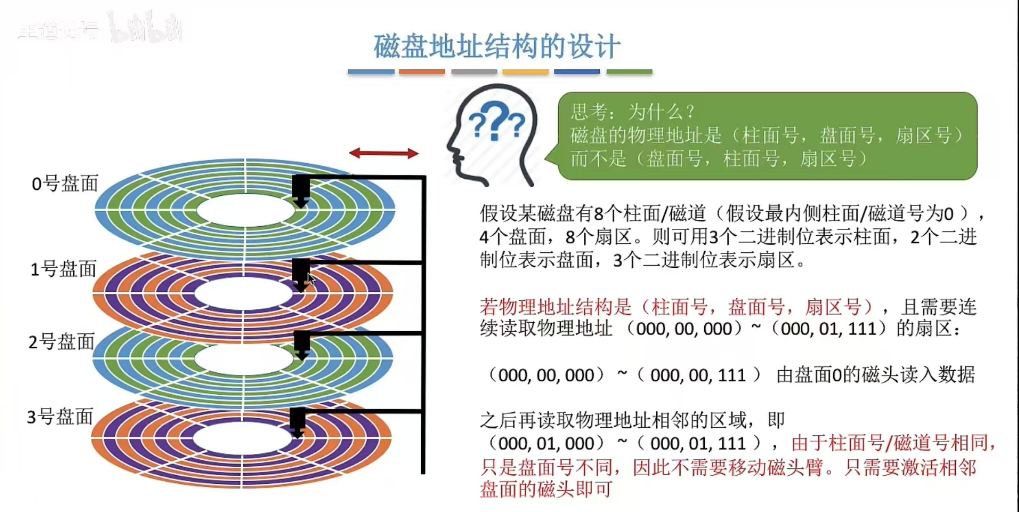 磁盘地址结构的设计
???
思考：为什么？
磁盘的物理地址是（柱面号，盘面号，扇区号）
而不是（盘面号，柱面号，扇区号）
0号盘面
1号盘面
2号盘面
3号盘面
假设某磁盘有8个柱面/磁道（假设最内侧柱面/磁道号为0），
4个盘面，8个扇区。则可用3个二进制位表示柱面，2个二进
制位表示盘面，3个二进制位表示扇区。
若物理地址结构是（柱面号，盘面号，扇区号），且需要连
续读取物理地址（000, 00, 000）~（000, 01, 111）的扇区：
（000, 00, 000）~（000, 00, 111）由盘面0的磁头读入数据
之后再读取物理地址相邻的区域，即
（000, 01, 000）~（000, 01, 111），由于柱面号/磁道号相同，
只是盘面号不同，因此不需要移动磁头臂。只需要激活相邻
盘面的磁头即可